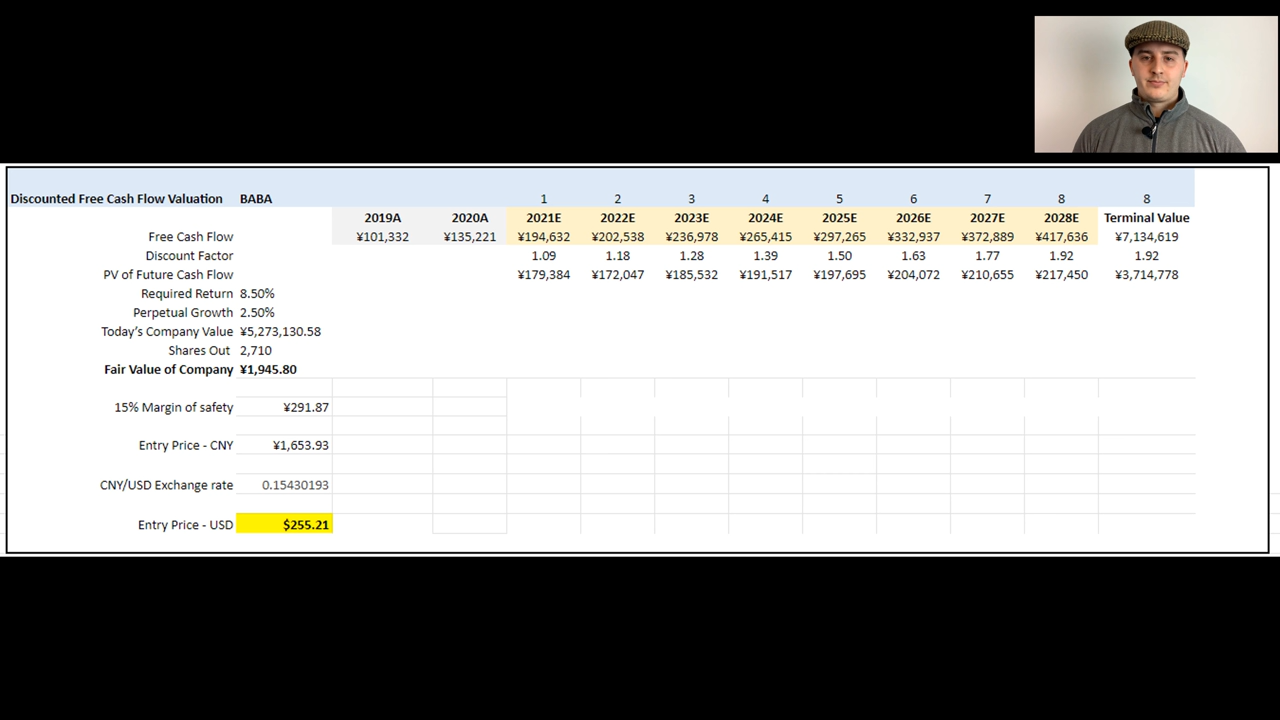 Discounted Free Cash Flow Valuation BABA 1 2 3 4 5 6 7 8 8
2019A 2020A 2021E 2022E 2023E 2024E 2025E 2026E 2027E 2028E Terminal Value
Free Cash Flow ¥101,332 ¥135,221 ¥194,632 ¥202,538 ¥236,978 ¥265,415 ¥297,265 ¥332,937 ¥372,889 ¥417,636 ¥7,134,619
Discount Factor 1.09 1.18 1.28 1.39 1.50 1.63 1.77 1.92 1.92
PV of Future Cash Flow ¥179,384 ¥172,047 ¥185,532 ¥191,517 ¥197,695 ¥204,072 ¥210,655 ¥217,450 ¥3,714,778
Required Return 8.50%
Perpetual Growth 2.50%
Today's Company Value ¥5,273,130.58
Shares Out 2,710
Fair Value of Company ¥1,945.80
15% Margin of safety ¥291.87
Entry Price - CNY ¥1,653.93
CNY/USD Exchange rate 0.15430193
Entry Price - USD $255.21